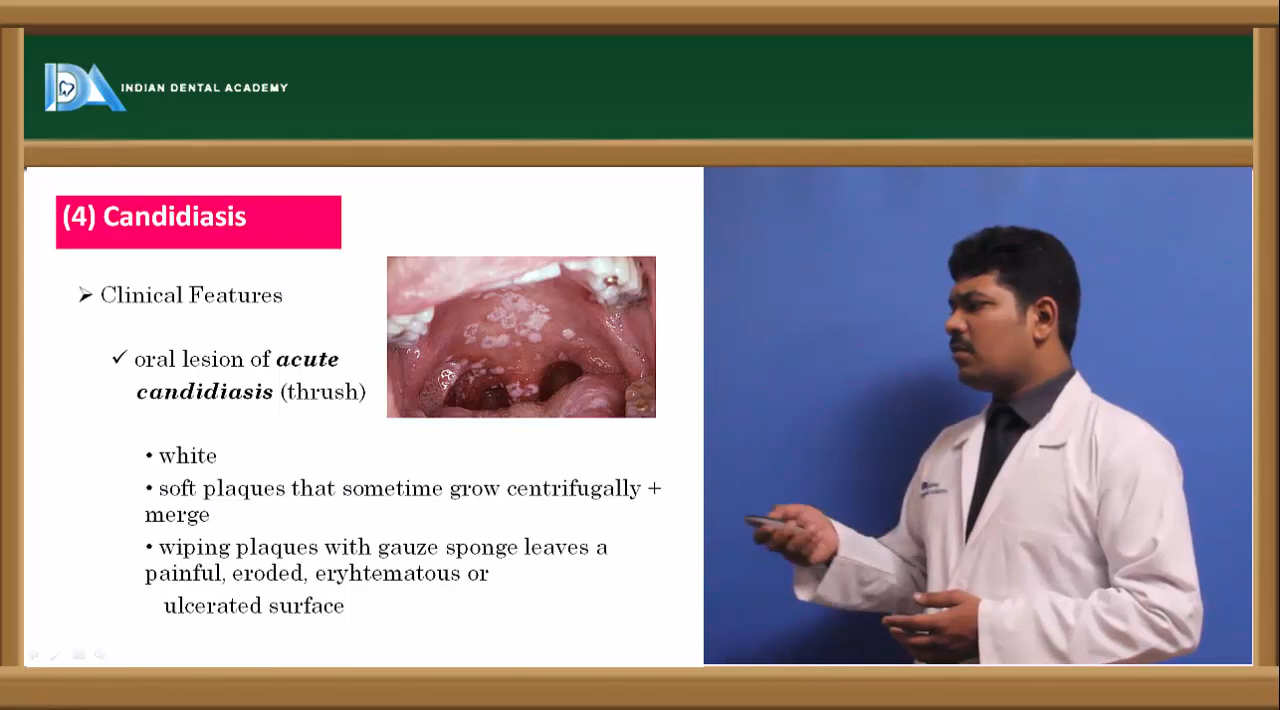 INDIAN DENTAL ACADEMY
(4) Candidiasis
➢ Clinical Features
✓ oral lesion of acute
candidiasis (thrush)
• white
• soft plaques that sometime grow centrifugally +
merge
• wiping plaques with gauze sponge leaves a
painful, eroded, eryhtematous or
ulcerated surface